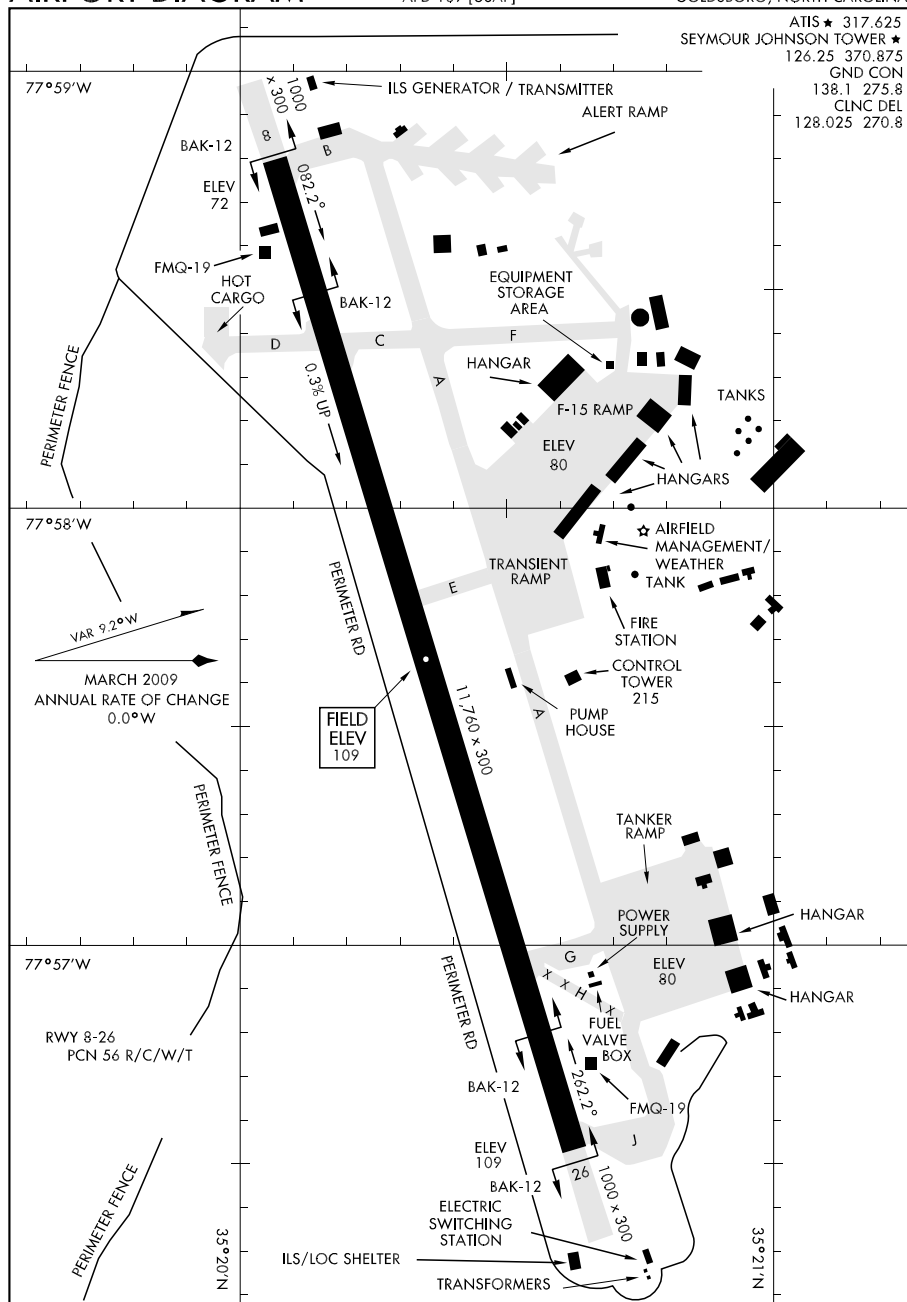 AIRPORT DIAGRAM
GOLDSBORO, NORTH CAROLINA
ATIS ★ 317.625
SEYMOUR JOHNSON TOWER ★
126.25 370.875
GND CON
138.1 275.8
CLNC DEL
128.025 270.8
77°59'W
1000
x 300
ILS GENERATOR / TRANSMITTER
ALERT RAMP
8
B
BAK-12
ELEV
72
082.2°
FMQ-19
HOT
CARGO
BAK-12
EQUIPMENT
STORAGE
AREA
D
C
F
A
HANGAR
0.3% UP
F-15 RAMP
TANKS
PERIMETER FENCE
ELEV
80
HANGARS
77°58'W
AIRFIELD
MANAGEMENT/
WEATHER
TRANSIENT
RAMP
TANK
E
PERIMETER RD
VAR 9.2°W
FIRE
STATION
MARCH 2009
ANNUAL RATE OF CHANGE
0.0°W
CONTROL
TOWER
215
FIELD
ELEV
109
11,760 x 300
A
PUMP
HOUSE
PERIMETER FENCE
TANKER
RAMP
POWER
SUPPLY
HANGAR
77°57'W
G
ELEV
80
X X H X
HANGAR
PERIMETER RD
RWY 8-26
PCN 56 R/C/W/T
FUEL
VALVE
BOX
BAK-12
262.2°
FMQ-19
ELEV
109
J
BAK-12
26
1000 x 300
PERIMETER FENCE
ELECTRIC
SWITCHING
STATION
35°20'N
35°21'N
ILS/LOC SHELTER
TRANSFORMERS